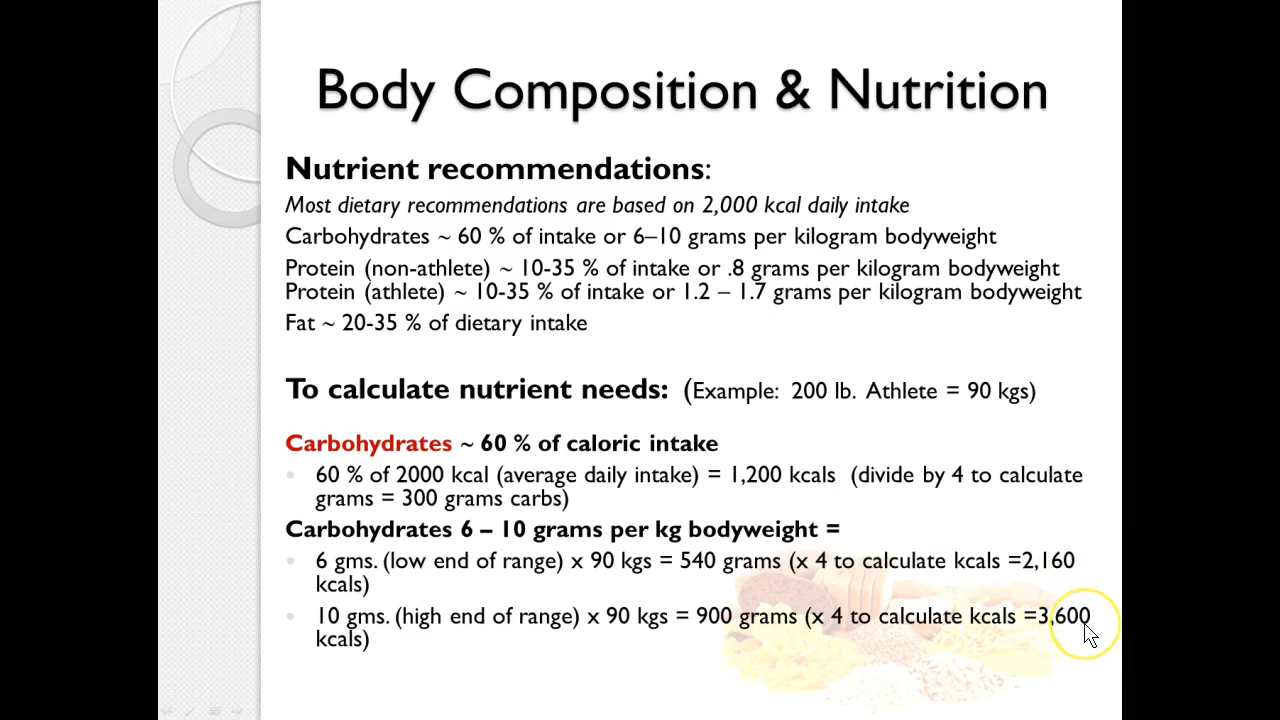 Body Composition & Nutrition
Nutrient recommendations:
Most dietary recommendations are based on 2,000 kcal daily intake
Carbohydrates ~ 60 % of intake or 6–10 grams per kilogram bodyweight
Protein (non-athlete) ~ 10-35 % of intake or .8 grams per kilogram bodyweight
Protein (athlete) ~ 10-35 % of intake or 1.2 – 1.7 grams per kilogram bodyweight
Fat ~ 20-35 % of dietary intake
To calculate nutrient needs: (Example: 200 lb. Athlete = 90 kgs)
Carbohydrates ~ 60 % of caloric intake
• 60 % of 2000 kcal (average daily intake) = 1,200 kcals (divide by 4 to calculate
grams = 300 grams carbs)
Carbohydrates 6 – 10 grams per kg bodyweight =
• 6 gms. (low end of range) x 90 kgs = 540 grams (x 4 to calculate kcals =2,160
kcals)
• 10 gms. (high end of range) x 90 kgs = 900 grams (x 4 to calculate kcals =3,600
kcals)